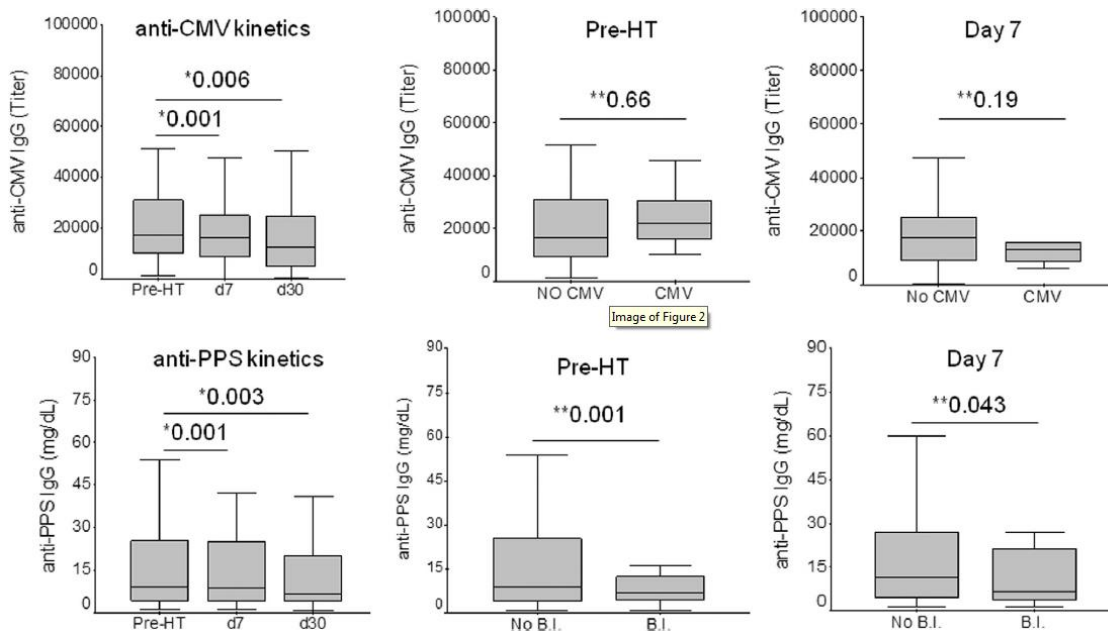 anti-CMV kinetics
anti-CMV IgG (Titer)
100000
80000
60000
40000
20000
0
*0.006
*0.001
Pre-HT d7 d30
Pre-HT
anti-CMV IgG (Titer)
100000
80000
60000
40000
20000
0
**0.66
NO CMV CMV
Day 7
anti-CMV IgG (Titer)
100000
80000
60000
40000
20000
0
**0.19
No CMV CMV
Image of Figure 2
anti-PPS kinetics
anti-PPS IgG (mg/dL)
90
75
60
45
30
15
0
*0.003
*0.001
Pre-HT d7 d30
Pre-HT
anti-PPS IgG (mg/dL)
90
60
30
15
0
**0.001
No B.I. B.I.
Day 7
anti-PPS IgG (mg/dL)
90
75
60
45
30
15
0
**0.043
No B.I. B.I.